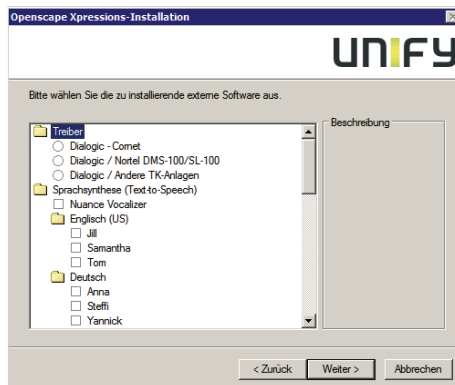 Openscape Xpressions-Installation
UNIFY
Bitte wählen Sie die zu installierende externe Software aus.
Treiber
Dialogic - Cornet
Dialogic / Nortel DMS-100/SL-100
Dialogic / Andere TK-Anlagen
Sprachsynthese (Text-to-Speech)
Nuance Vocalizer
Englisch (US)
Jill
Samantha
Tom
Deutsch
Anna
Steffi
Yannick
Beschreibung
< Zurück
Weiter >
Abbrechen